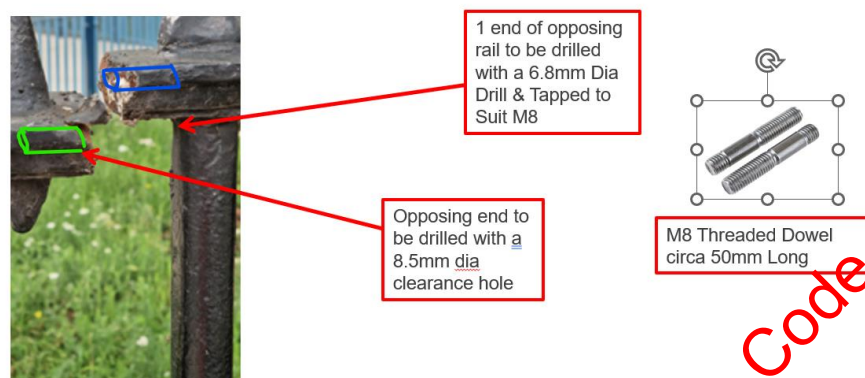 1 end of opposing
rail to be drilled
with a 6.8mm Dia
Drill & Tapped to
Suit M8
Opposing end to
be drilled with a
8.5mm dia
clearance hole
M8 Threaded Dowel
circa 50mm Long
Code